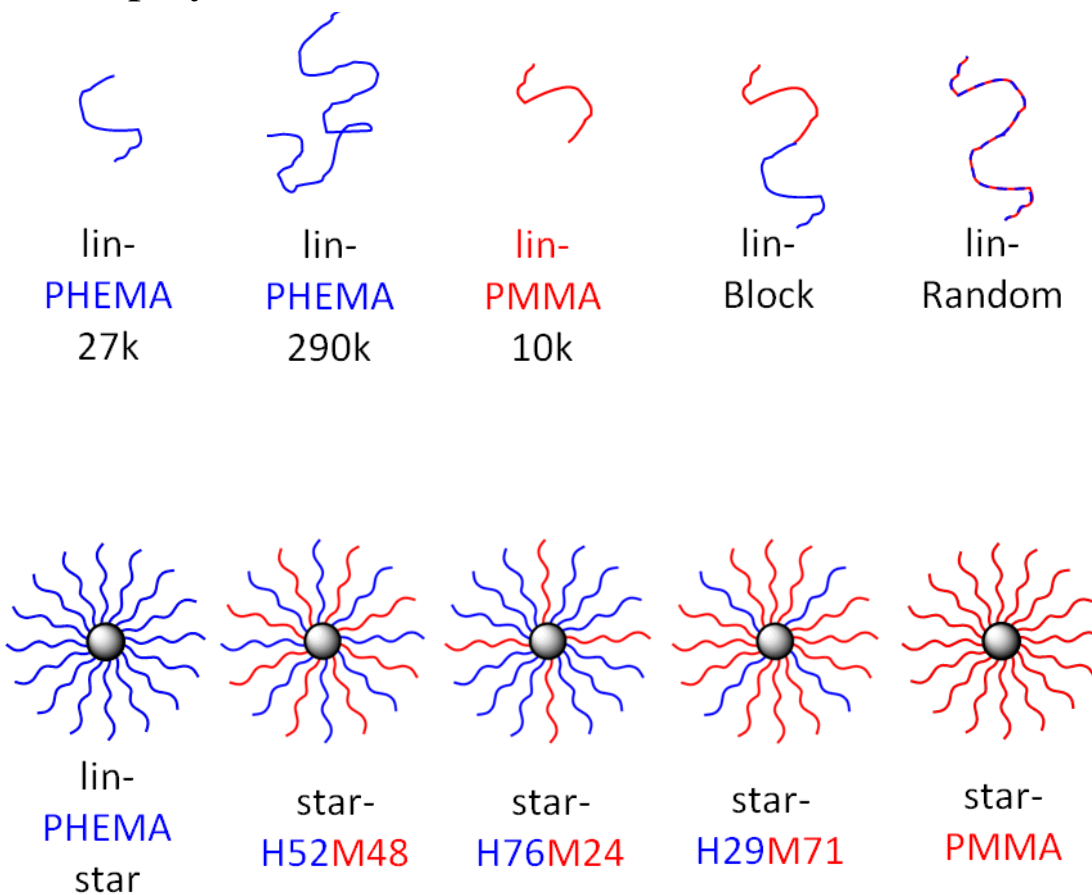 lin-
PHEMA
27k
lin-
PHEMA
290k
lin-
PMMA
10k
lin-
Block
lin-
Random
lin-
PHEMA
star
star-
H52M48
star-
H76M24
star-
H29M71
star-
PMMA